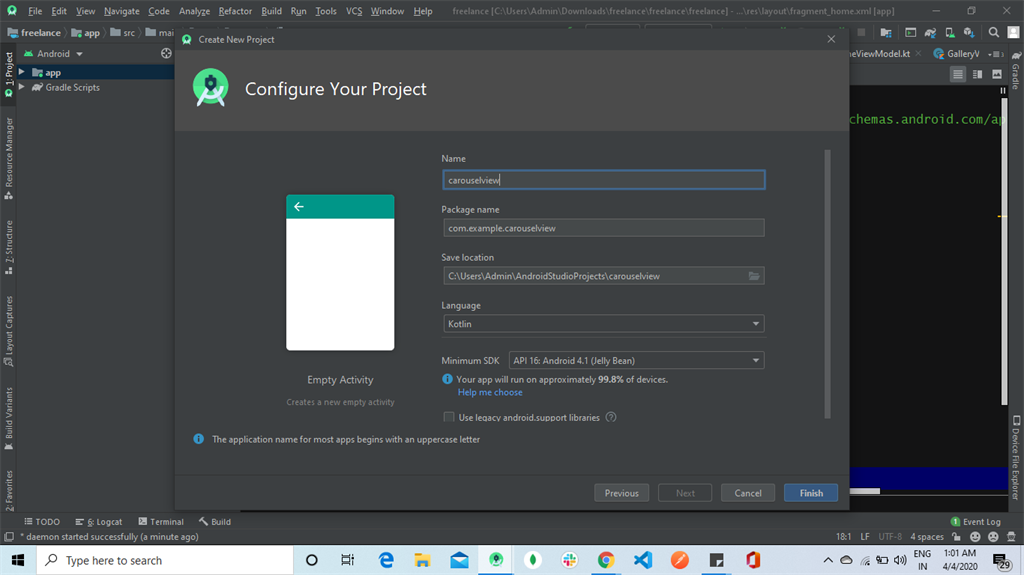 File Edit View Navigate Code Analyze Refactor Build Run Tools VCS Window Help freelance [C:\Users\Admin\Downloads\freelance\freelance\freelance] - ...\res\layout\fragment_home.xml [app]
freelance app src mai
Create New Project
Android
eViewModel.kt GalleryV
1: Project
app
Gradle Scripts
Gradle
Configure Your Project
chemas.android.com/ap
Resource Manager
Name
carouselview
Package name
com.example.carouselview
Z: Structure
Save location
C:\Users\Admin\AndroidStudioProjects\carouselview
Layout Captures
Language
Kotlin
Minimum SDK API 16: Android 4.1 (Jelly Bean)
Your app will run on approximately 99.8% of devices.
Help me choose
Empty Activity
Creates a new empty activity
Use legacy android.support libraries ?
Build Variants
The application name for most apps begins with an uppercase letter
Device File Explorer
2: Favorites
Previous Next Cancel Finish
TODO 6: Logcat Terminal Build 1 Event Log
* daemon started successfully (a minute ago) 18:1 LF UTF-8 4 spaces
Type here to search
ENG
IN
1:01 AM
4/4/2020
29